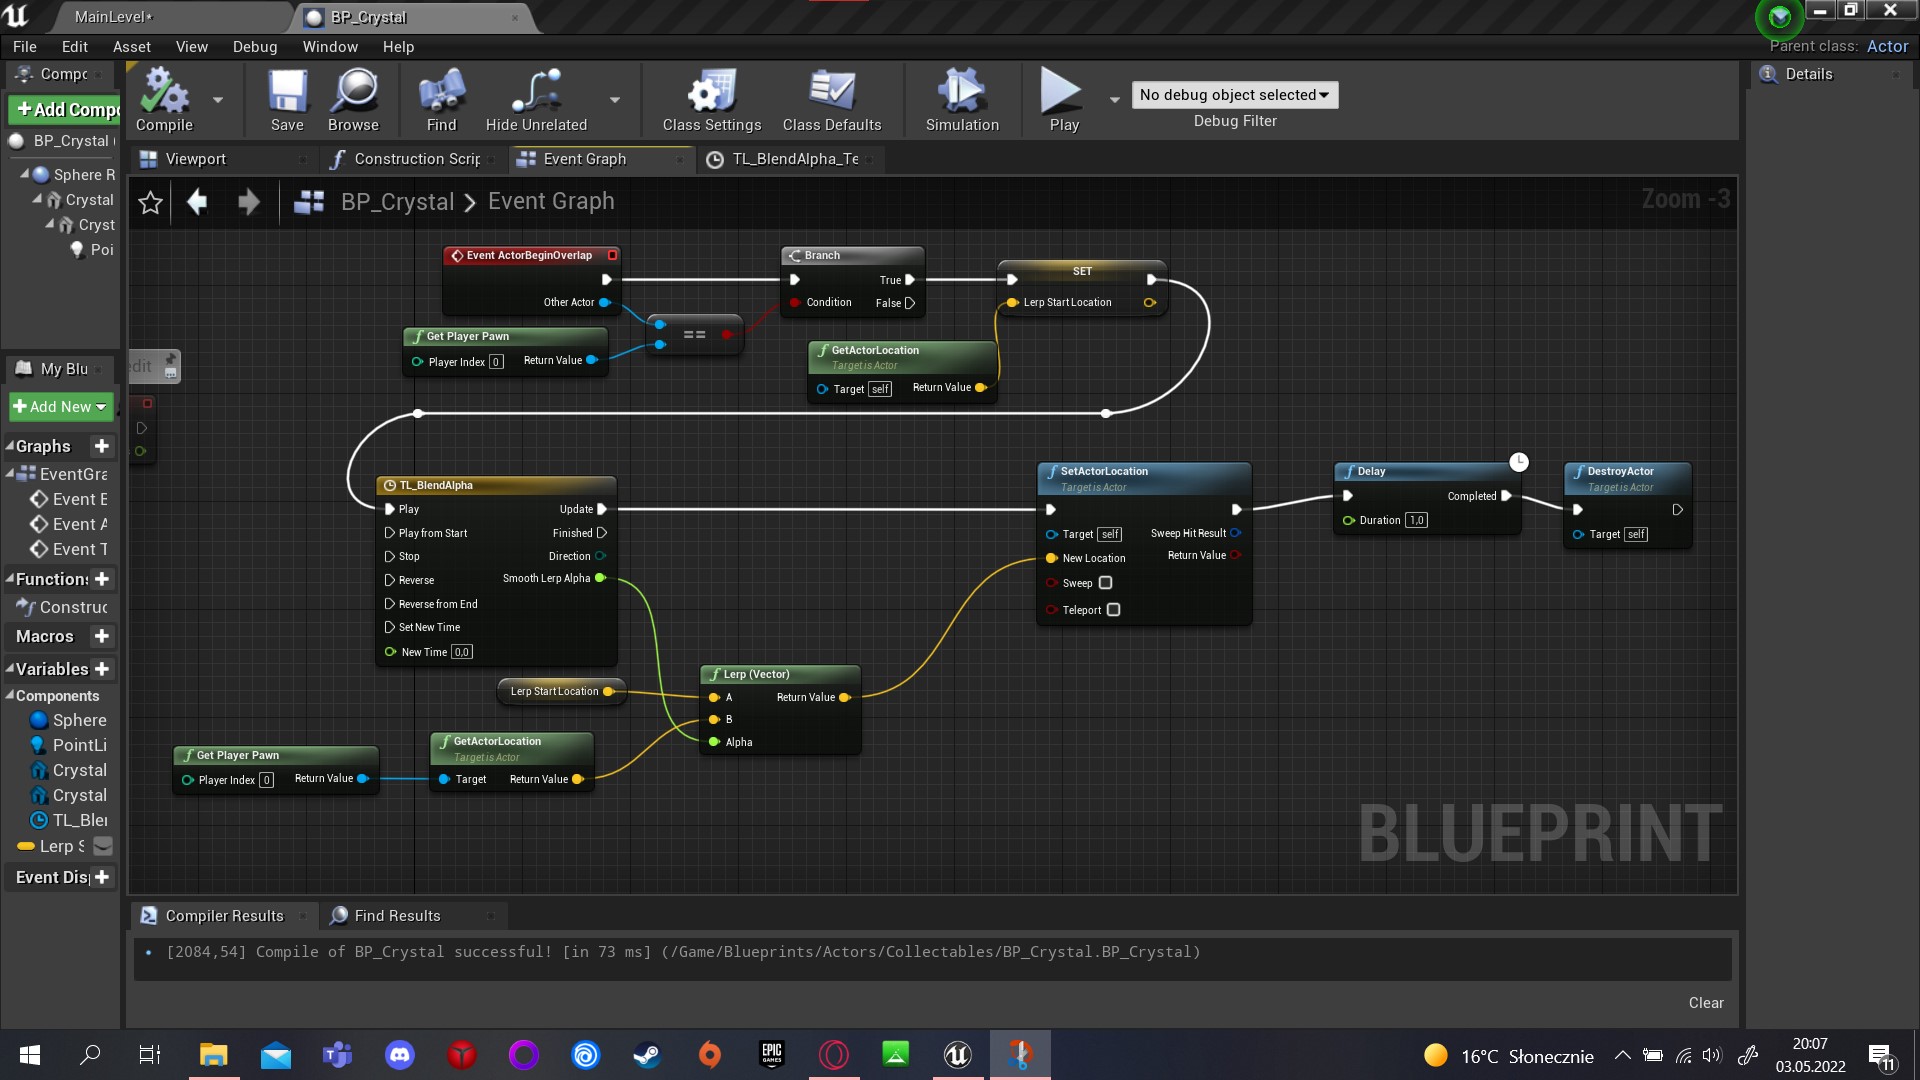 MainLevel*
BP_Crystal
File Edit Asset View Debug Window Help
Parent class: Actor
Compo
Add Compo
BP_Crystal (
Sphere R
Crystal
Cryst
Poi
Compile
Save
Browse
Find
Hide Unrelated
Class Settings
Class Defaults
Simulation
Play
No debug object selected
Debug Filter
Details
Viewport
Construction Scrip
Event Graph
TL_BlendAlpha_Te
BP_Crystal > Event Graph
Zoom -3
Event ActorBeginOverlap
Other Actor
Branch
True
Condition
False
SET
Lerp Start Location
Get Player Pawn
Player Index 0
Return Value
==
GetActorLocation
Target is Actor
Target self
Return Value
edit
TL_BlendAlpha
Play
Update
Play from Start
Finished
Stop
Direction
Reverse
Smooth Lerp Alpha
Reverse from End
Set New Time
New Time 0,0
SetActorLocation
Target is Actor
Target self
Sweep Hit Result
New Location
Return Value
Sweep
Teleport
Delay
Completed
Duration 1,0
DestroyActor
Target is Actor
Target self
Lerp Start Location
Lerp (Vector)
A
Return Value
B
Alpha
Get Player Pawn
Player Index 0
Return Value
GetActorLocation
Target is Actor
Target
Return Value
BLUEPRINT
My Blu
Add New
Graphs
EventGra
Event B
Event A
Event T
Function:
Construc
Macros
Variables
Components
Sphere
PointLi
Crystal
Crystal
TL_Bler
Lerp S
Event Dis
Compiler Results
Find Results
[2084,54] Compile of BP_Crystal successful! [in 73 ms] (/Game/Blueprints/Actors/Collectables/BP_Crystal.BP_Crystal)
Clear
EPIC
GAMES
16°C Słonecznie
20:07
03.05.2022
11